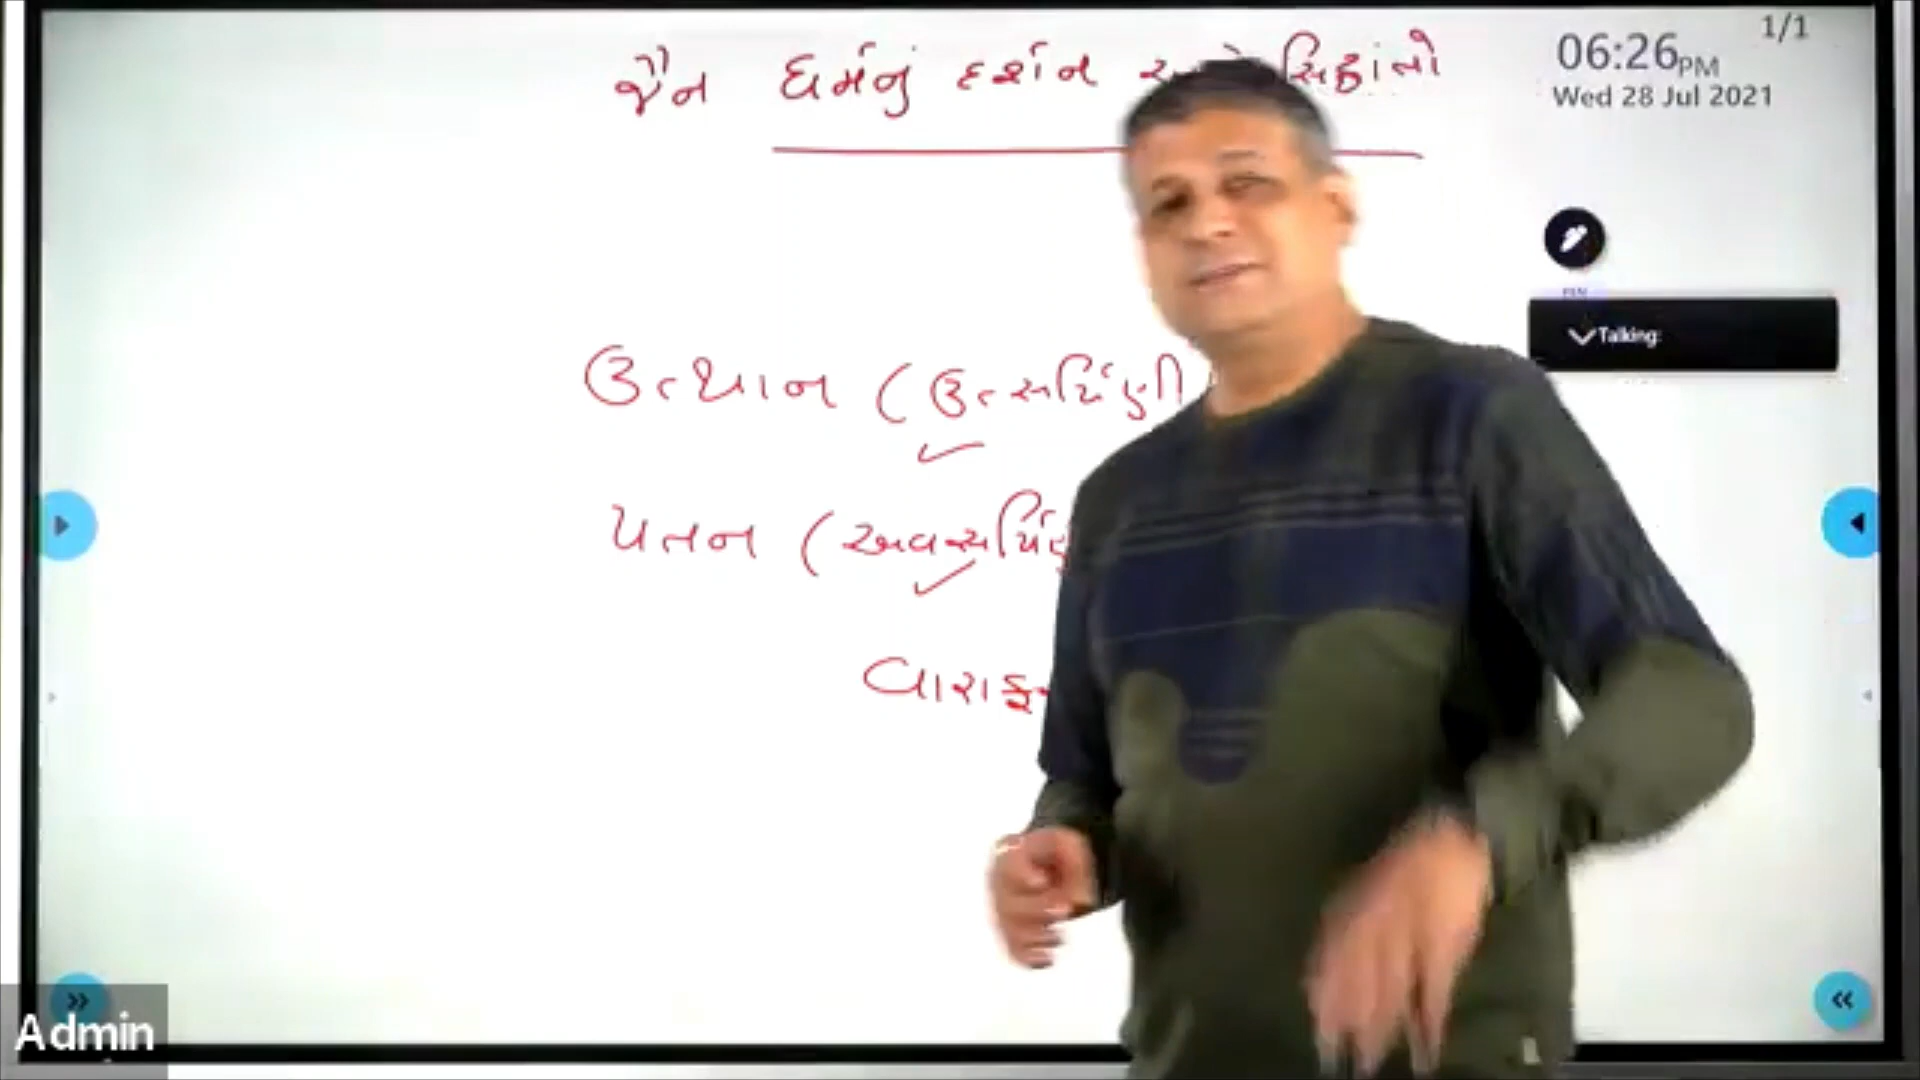 1/1
06:26PM
Wed 28 Jul 2021
જૈન ધર્મનું દર્શન સિદ્ધાંતો
Talking:
ઉત્થાન (ઉત્સર્પિણી
પતન (અવસર્પિ
Admin